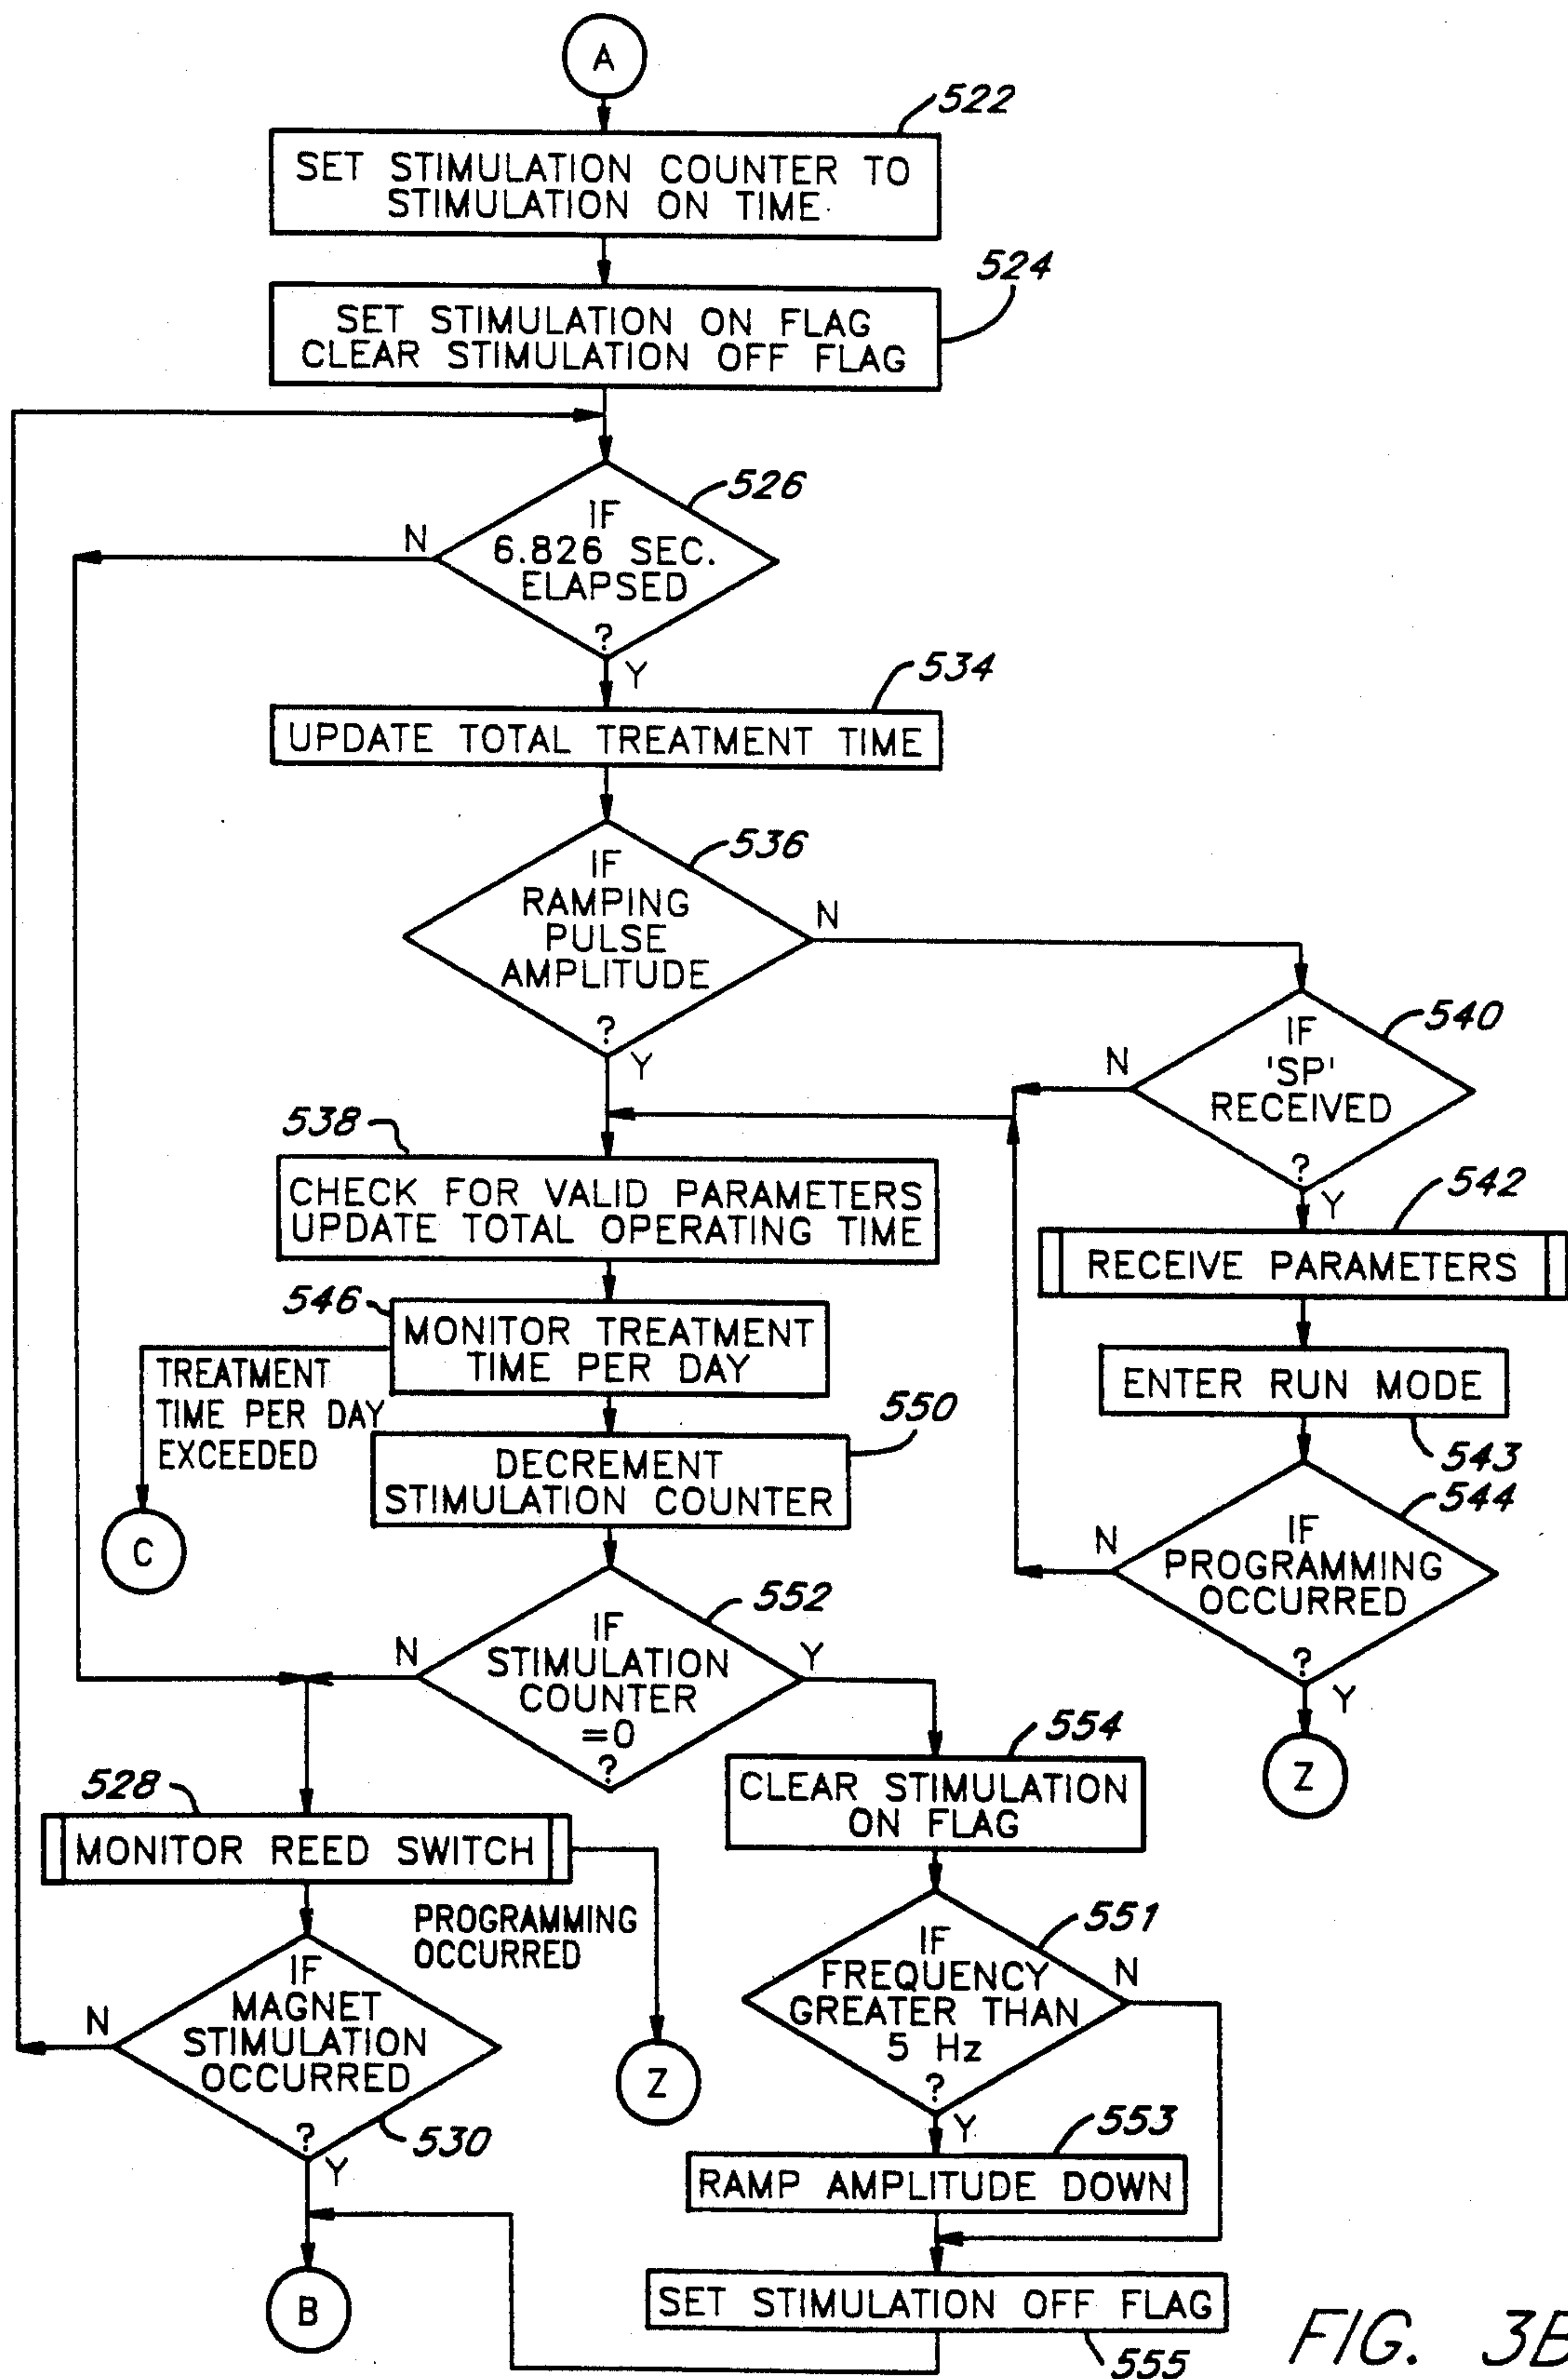 A
522
SET STIMULATION COUNTER TO
STIMULATION ON TIME
524
SET STIMULATION ON FLAG
CLEAR STIMULATION OFF FLAG
526
IF
6.826 SEC.
ELAPSED
?
N
Y
534
UPDATE TOTAL TREATMENT TIME
536
IF
RAMPING
PULSE
AMPLITUDE
?
N
Y
540
IF
'SP'
RECEIVED
?
N
Y
538
CHECK FOR VALID PARAMETERS
UPDATE TOTAL OPERATING TIME
542
RECEIVE PARAMETERS
546
MONITOR TREATMENT
TIME PER DAY
TREATMENT
TIME PER DAY
EXCEEDED
C
ENTER RUN MODE
543
550
DECREMENT
STIMULATION COUNTER
544
IF
PROGRAMMING
OCCURRED
?
N
Y
Z
552
IF
STIMULATION
COUNTER
=0
?
N
Y
554
CLEAR STIMULATION
ON FLAG
528
MONITOR REED SWITCH
PROGRAMMING
OCCURRED
Z
551
IF
FREQUENCY
GREATER THAN
5 Hz
?
N
Y
IF
MAGNET
STIMULATION
OCCURRED
?
N
Y
530
553
RAMP AMPLITUDE DOWN
B
SET STIMULATION OFF FLAG
555
FIG. 3B